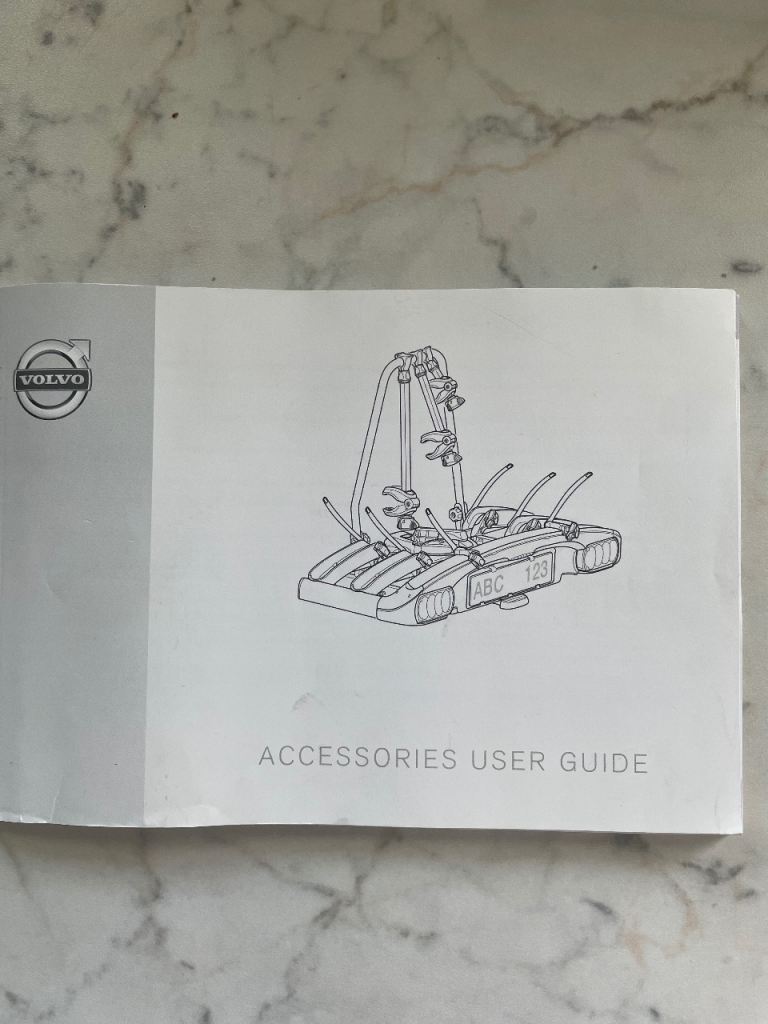 VOLVO
ABC 123
ACCESSORIES USER GUIDE